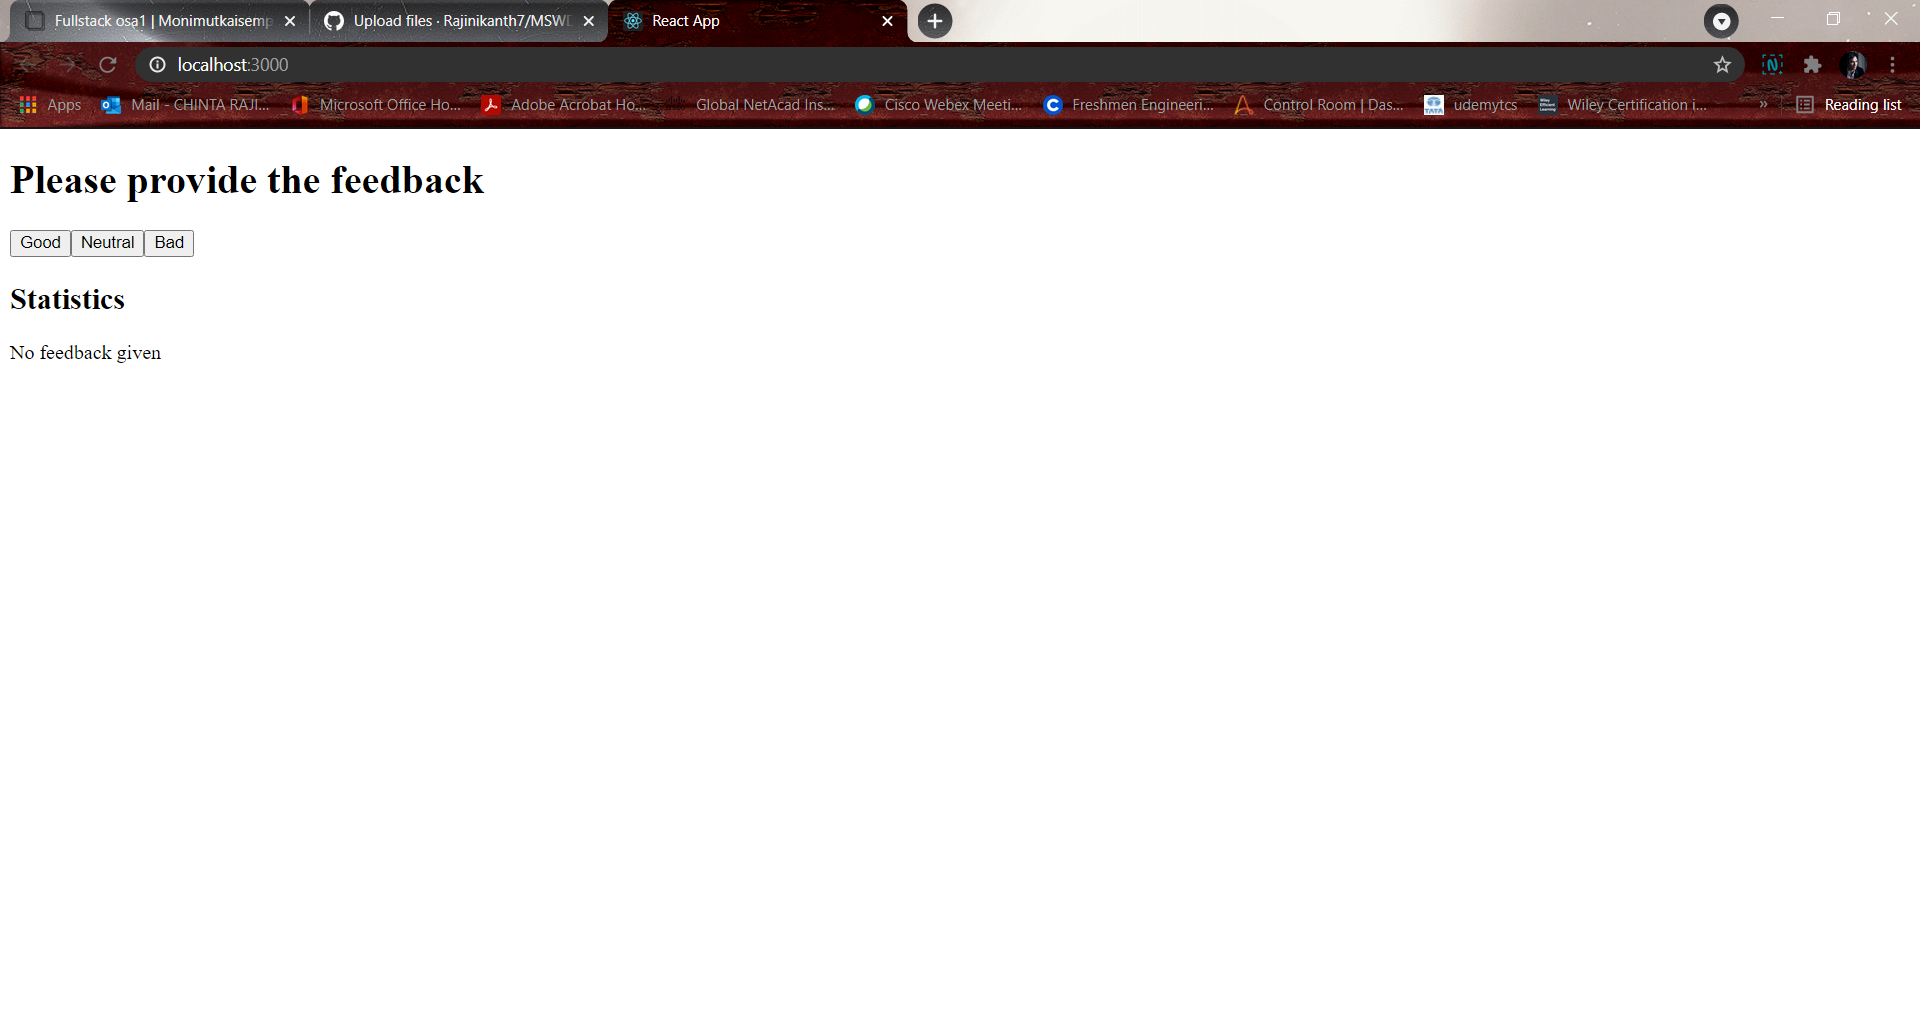 Fullstack osa1 | Monimutkaisemp
Upload files · Rajinikanth7/MSWD
React App
localhost:3000
Apps
Mail - CHINTA RAJI...
Microsoft Office Ho...
Adobe Acrobat Ho...
Global NetAcad Ins...
Cisco Webex Meeti...
Freshmen Engineeri...
Control Room | Das...
udemytcs
Wiley Certification i...
»
Reading list
Please provide the feedback
Good Neutral Bad
Statistics
No feedback given